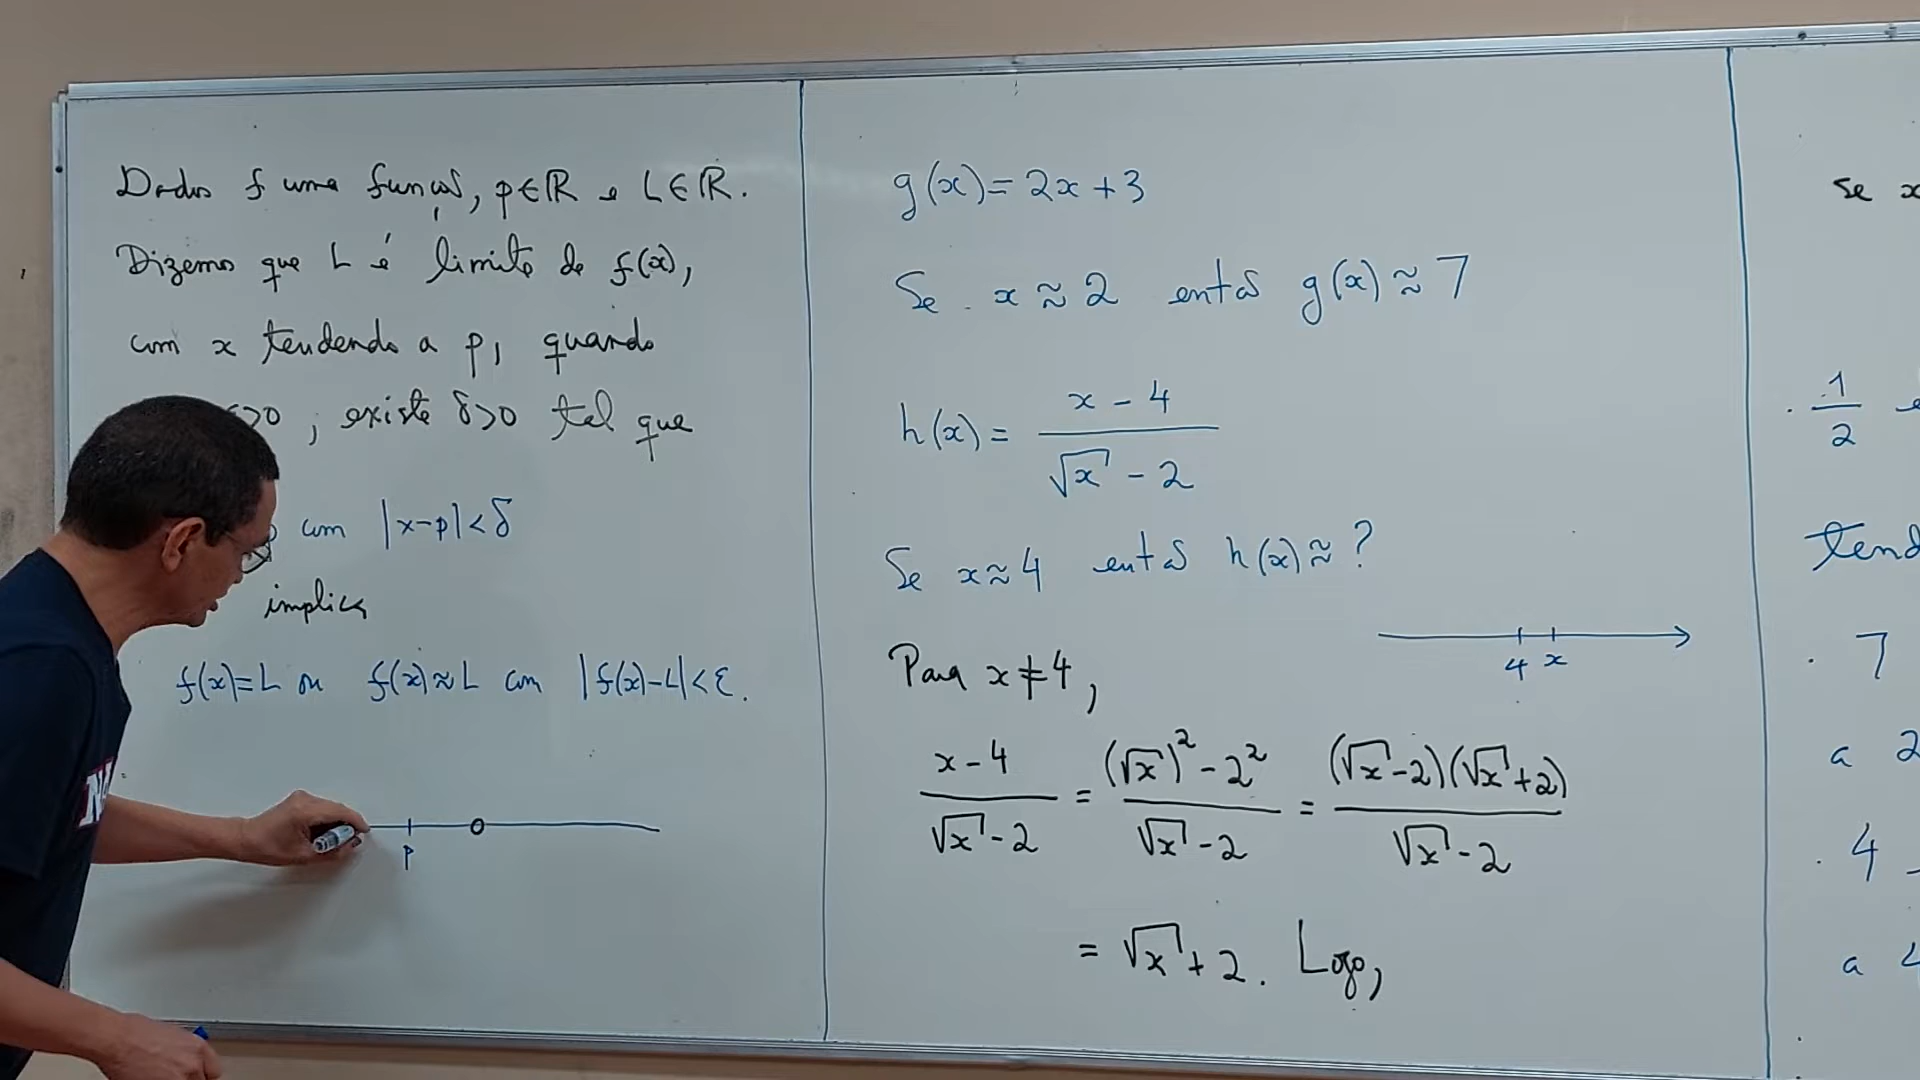 Dados f uma função, p∈ℝ e L∈ℝ.
Dizemos que L é limite de f(x),
com x tendendo a p, quando
>0, existe δ>0 tal que
com |x-p|<δ
implica
f(x)=L ou f(x)≈L com |f(x)-L|<ε.
p
g(x)=2x+3
Se x≈2 então g(x)≈7
h(x)= (x-4)/(√x-2)
Se x≈4 então h(x)≈?
4 x
Para x≠4,
(x-4)/(√x-2) = ((√x)²-2²)/(√x-2) = ((√x-2)(√x+2))/(√x-2)
= √x+2. Logo,
Se x
. 1/2
tend
. 7
a 2
. 4
a 4
N